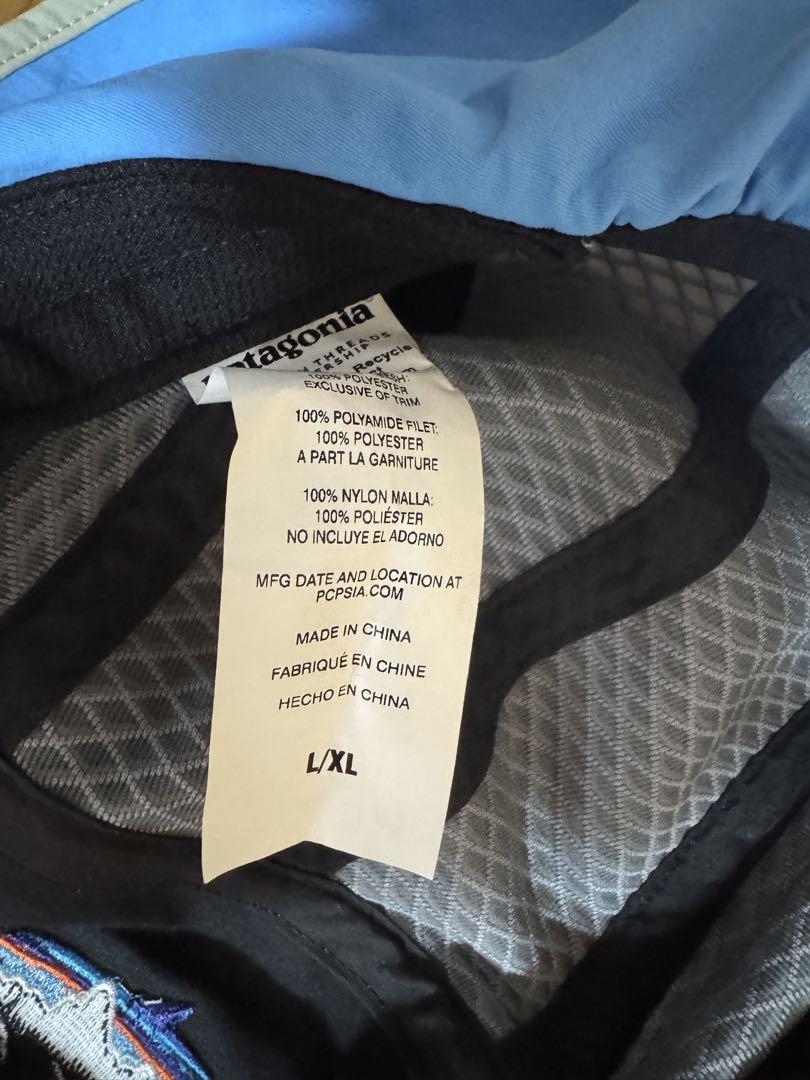 patagonia
THREADS
Recycle
100% POLYESTER
EXCLUSIVE OF TRIM
100% POLYAMIDE FILET:
100% POLYESTER
A PART LA GARNITURE
100% NYLON MALLA:
100% POLIÉSTER
NO INCLUYE EL ADORNO
MFG DATE AND LOCATION AT
PCPSIA.COM
MADE IN CHINA
FABRIQUÉ EN CHINE
HECHO EN CHINA
L/XL